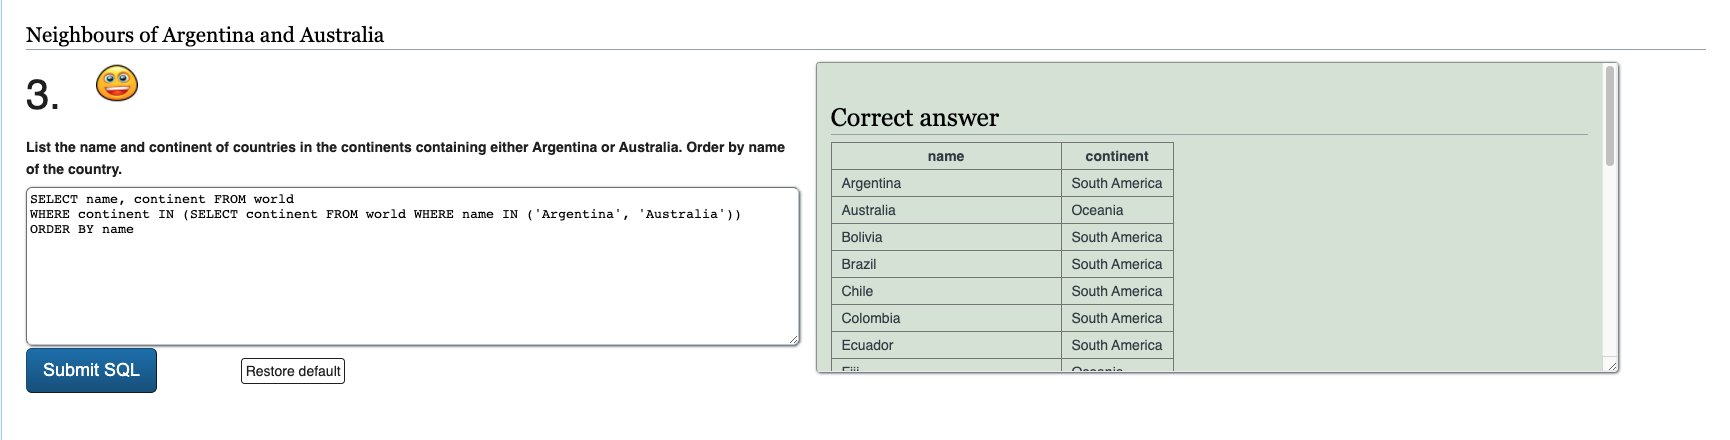 Neighbours of Argentina and Australia
3.
List the name and continent of countries in the continents containing either Argentina or Australia. Order by name
of the country.
SELECT name, continent FROM world
WHERE continent IN (SELECT continent FROM world WHERE name IN ('Argentina', 'Australia'))
ORDER BY name
Submit SQL
Restore default
Correct answer
name continent
Argentina South America
Australia Oceania
Bolivia South America
Brazil South America
Chile South America
Colombia South America
Ecuador South America
Fiji Oceania